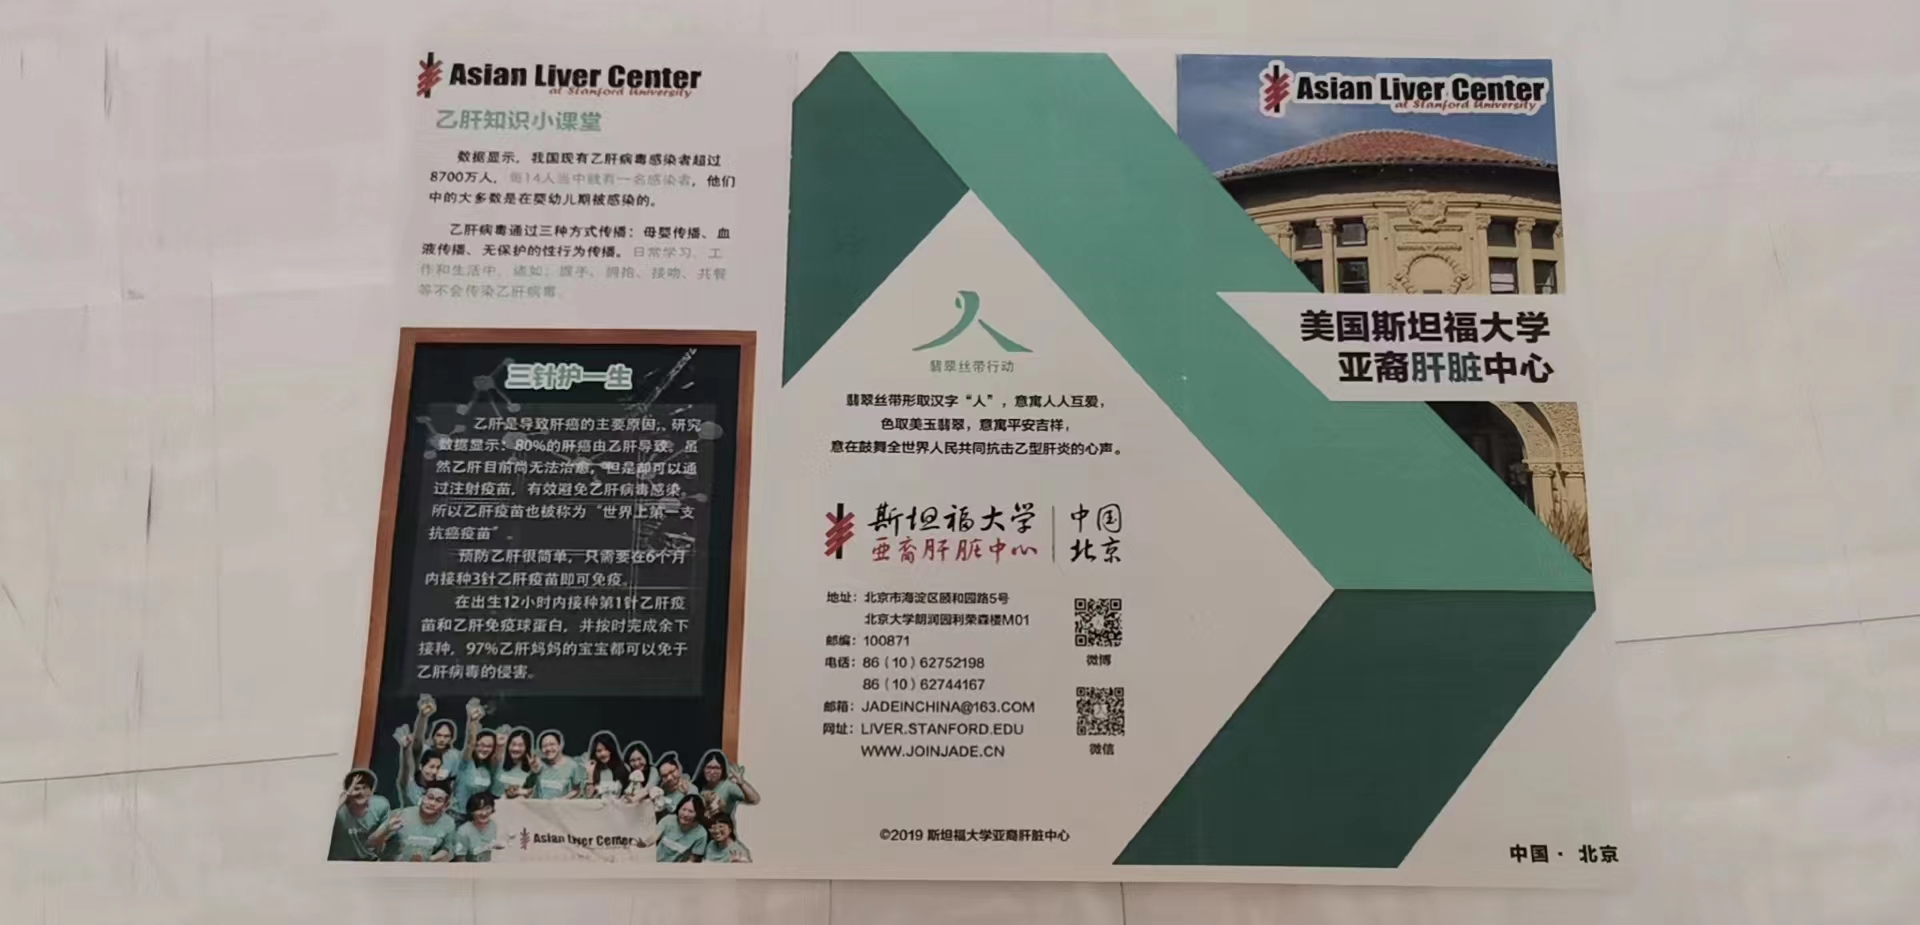 Asian Liver Center
at Stanford University
乙肝知识小课堂
数据显示，我国现有乙肝病毒感染者超过
8700万人，每14人当中就有一名感染者，他们
中的大多数是在婴幼儿期被感染的。
乙肝病毒通过三种方式传播：母婴传播、血
液传播、无保护的性行为传播。日常学习、工
作和生活中，诸如：握手、拥抱、接吻、共餐
等不会传染乙肝病毒。
三针护一生
乙肝是导致肝癌的主要原因，研究
数据显示：80%的肝癌由乙肝导致。虽
然乙肝目前尚无法治愈，但是却可以通
过注射疫苗，有效避免乙肝病毒感染。
所以乙肝疫苗也被称为“世界上第一支
抗癌疫苗”。
预防乙肝很简单，只需要在6个月
内接种3针乙肝疫苗即可免疫。
在出生12小时内接种第1针乙肝疫
苗和乙肝免疫球蛋白，并按时完成余下
接种，97%乙肝妈妈的宝宝都可以免于
乙肝病毒的侵害。
Asian Liver Center
翡翠丝带行动
翡翠丝带形取汉字“人”，意寓人人互爱，
色取美玉翡翠，意寓平安吉祥，
意在鼓舞全世界人民共同抗击乙型肝炎的心声。
斯坦福大学 中国
亚裔肝脏中心 北京
地址：北京市海淀区颐和园路5号
北京大学朗润园利荣森楼M01
邮编：100871
电话：86（10）62752198
86（10）62744167
邮箱：JADEINCHINA@163.COM
网址：LIVER.STANFORD.EDU
WWW.JOINJADE.CN
微博
微信
©2019 斯坦福大学亚裔肝脏中心
Asian Liver Center
at Stanford University
美国斯坦福大学
亚裔肝脏中心
中国 · 北京